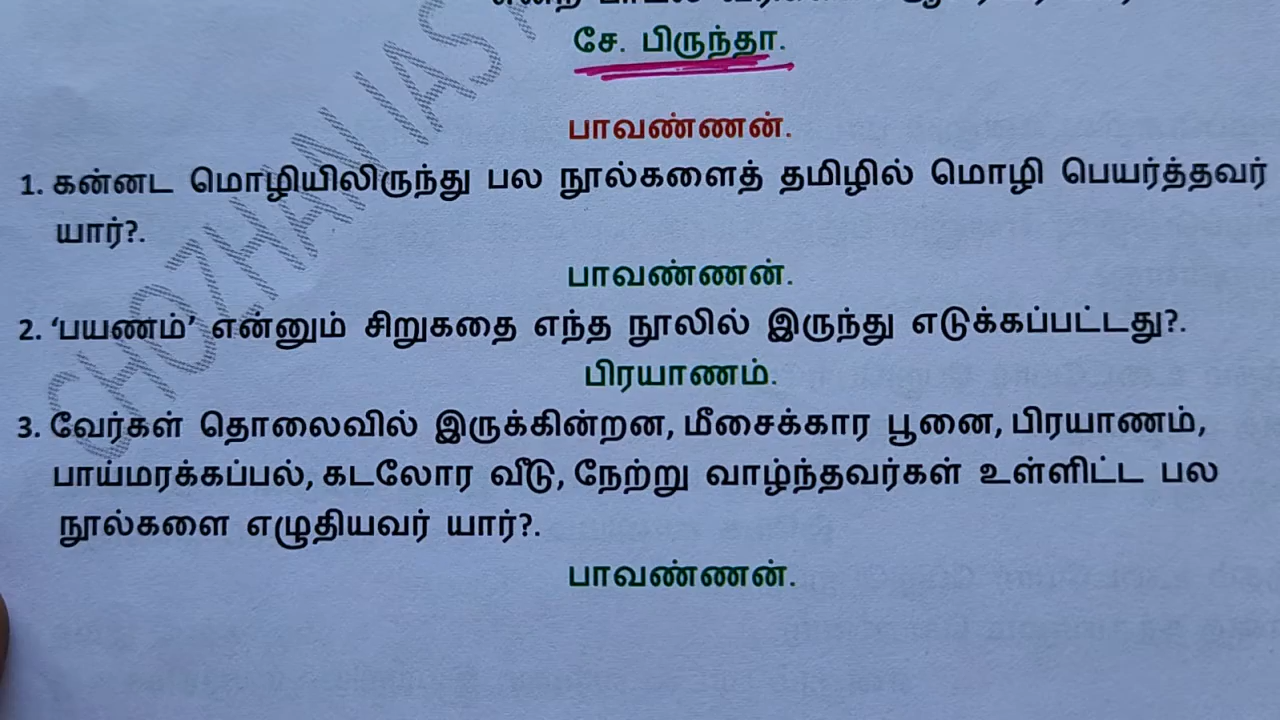 சே. பிருந்தா.
பாவண்ணன்.
1. கன்னட மொழியிலிருந்து பல நூல்களைத் தமிழில் மொழி பெயர்த்தவர்
யார்?.
பாவண்ணன்.
2. ‘பயணம்’ என்னும் சிறுகதை எந்த நூலில் இருந்து எடுக்கப்பட்டது?.
பிரயாணம்.
3. வேர்கள் தொலைவில் இருக்கின்றன, மீசைக்கார பூனை, பிரயாணம்,
பாய்மரக்கப்பல், கடலோர வீடு, நேற்று வாழ்ந்தவர்கள் உள்ளிட்ட பல
நூல்களை எழுதியவர் யார்?.
பாவண்ணன்.
CHOZHAN IAS